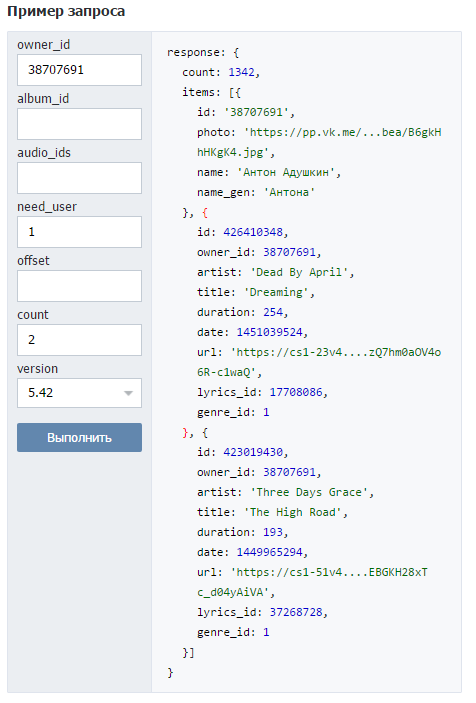 Пример запроса
owner_id
38707691
album_id
audio_ids
need_user
1
offset
count
2
version
5.42
Выполнить
response: {
count: 1342,
items: [{
id: '38707691',
photo: 'https://pp.vk.me/...bea/B6gkH
hHKgK4.jpg',
name: 'Антон Адушкин',
name_gen: 'Антона'
}, {
id: 426410348,
owner_id: 38707691,
artist: 'Dead By April',
title: 'Dreaming',
duration: 254,
date: 1451039524,
url: 'https://cs1-23v4....zQ7hm0aOV4o
6R-c1waQ',
lyrics_id: 17708086,
genre_id: 1
}, {
id: 423019430,
owner_id: 38707691,
artist: 'Three Days Grace',
title: 'The High Road',
duration: 193,
date: 1449965294,
url: 'https://cs1-51v4....EBGKH28xT
c_d04yAiVA',
lyrics_id: 37268728,
genre_id: 1
}]
}